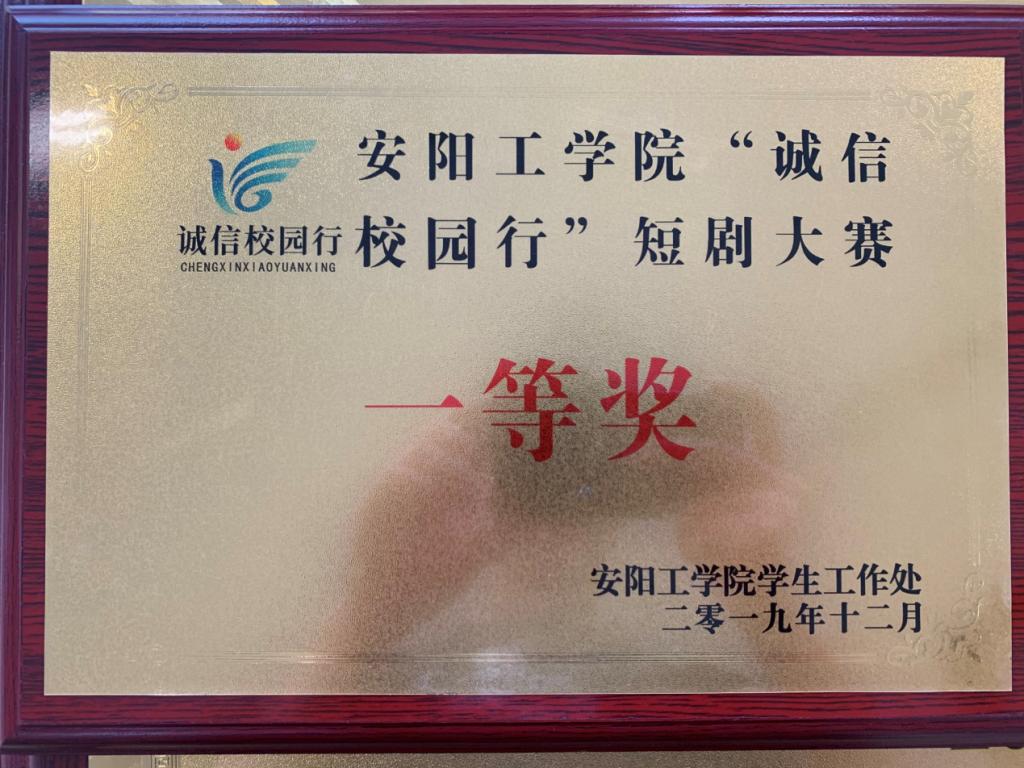 安阳工学院“诚信
校园行”短剧大赛
诚信校园行
CHENGXINXIAOYUANXING
一等奖
安阳工学院学生工作处
二零一九年十二月